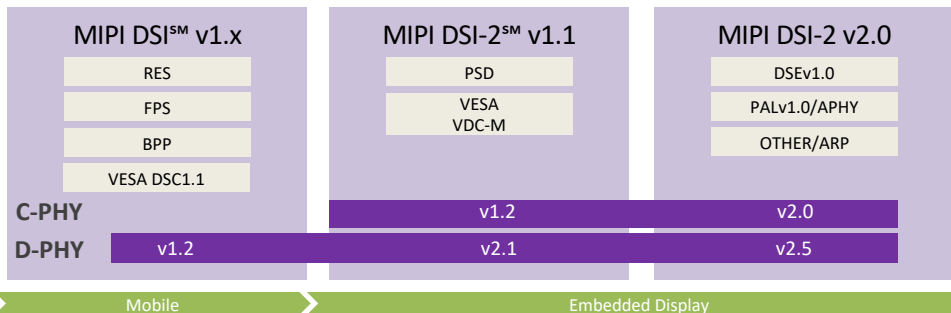 MIPI DSI℠ v1.x
RES
FPS
BPP
VESA DSC1.1
MIPI DSI-2℠ v1.1
PSD
VESA
VDC-M
MIPI DSI-2 v2.0
DSEv1.0
PALv1.0/APHY
OTHER/ARP
C-PHY v1.2 v2.0
D-PHY v1.2 v2.1 v2.5
Mobile Embedded Display